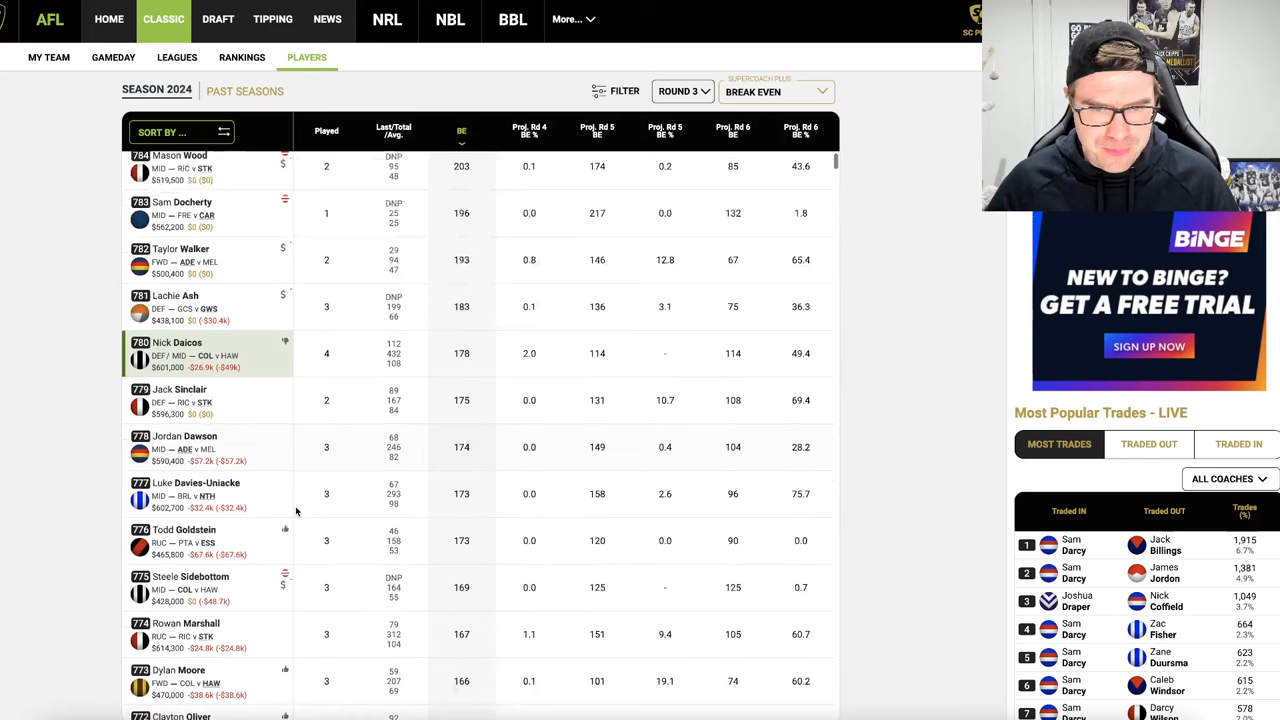 AFL HOME CLASSIC DRAFT TIPPING NEWS NRL NBL BBL More...
SC PL
MY TEAM GAMEDAY LEAGUES RANKINGS PLAYERS
SEASON 2024 PAST SEASONS
FILTER ROUND 3 SUPERCOACH PLUS BREAK EVEN
SORT BY ...
Played Last/Total /Avg. BE Proj. Rd 4 BE % Proj. Rd 5 BE Proj. Rd 5 BE % Proj. Rd 6 BE Proj. Rd 6 BE %
784 Mason Wood
MID — RIC v STK
$519,500 $0 ($0)
2 DNP 95 48 203 0.1 174 0.2 85 43.6
783 Sam Docherty
MID — FRE v CAR
$562,200 $0 ($0)
1 DNP 25 25 196 0.0 217 0.0 132 1.8
782 Taylor Walker
FWD — ADE v MEL
$500,400 $0 ($0)
2 29 94 47 193 0.8 146 12.8 67 65.4
781 Lachie Ash
DEF — GCS v GWS
$438,100 $0 (-$30.4k)
3 DNP 199 66 183 0.1 136 3.1 75 36.3
780 Nick Daicos
DEF/ MID — COL v HAW
$601,000 -$26.9k (-$49k)
4 112 432 108 178 2.0 114 - 114 49.4
779 Jack Sinclair
DEF — RIC v STK
$596,300 $0 ($0)
2 89 167 84 175 0.0 131 10.7 108 69.4
778 Jordan Dawson
MID — ADE v MEL
$590,400 -$57.2k (-$57.2k)
3 68 246 82 174 0.0 149 0.4 104 28.2
777 Luke Davies-Uniacke
MID — BRL v NTH
$602,700 -$32.4k (-$32.4k)
3 67 293 98 173 0.0 158 2.6 96 75.7
776 Todd Goldstein
RUC — PTA v ESS
$465,800 -$67.6k (-$67.6k)
3 46 158 53 173 0.0 120 0.0 90 0.0
775 Steele Sidebottom
MID — COL v HAW
$428,000 $0 (-$48.7k)
3 DNP 164 55 169 0.0 125 - 125 0.7
774 Rowan Marshall
RUC — RIC v STK
$614,300 -$24.8k (-$24.8k)
3 79 312 104 167 1.1 151 9.4 105 60.7
773 Dylan Moore
FWD — COL v HAW
$470,000 -$38.6k (-$38.6k)
3 59 207 69 166 0.1 101 19.1 74 60.2
772 Clayton Oliver
92
MEDALLIST
BINGE
NEW TO BINGE?
GET A FREE TRIAL
SIGN UP NOW
Most Popular Trades - LIVE
MOST TRADES TRADED OUT TRADED IN
ALL COACHES
Traded IN Traded OUT Trades (%)
1 Sam Darcy Jack Billings 1,915 6.7%
2 Sam Darcy James Jordon 1,381 4.9%
3 Joshua Draper Nick Coffield 1,049 3.7%
4 Sam Darcy Zac Fisher 664 2.3%
5 Sam Darcy Zane Duursma 623 2.2%
6 Sam Darcy Caleb Windsor 615 2.2%
7 Sam Darcy Darcy Wilson 578 2.0%